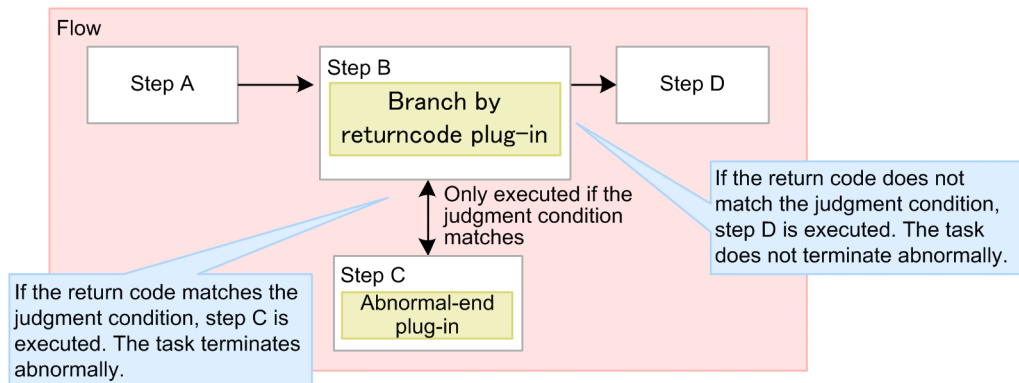 Flow
Step A
Step B
Branch by
returncode plug-in
Step D
Only executed if the
judgment condition
matches
If the return code does not
match the judgment condition,
step D is executed. The task
does not terminate abnormally.
Step C
Abnormal-end
plug-in
If the return code matches the
judgment condition, step C is
executed. The task terminates
abnormally.